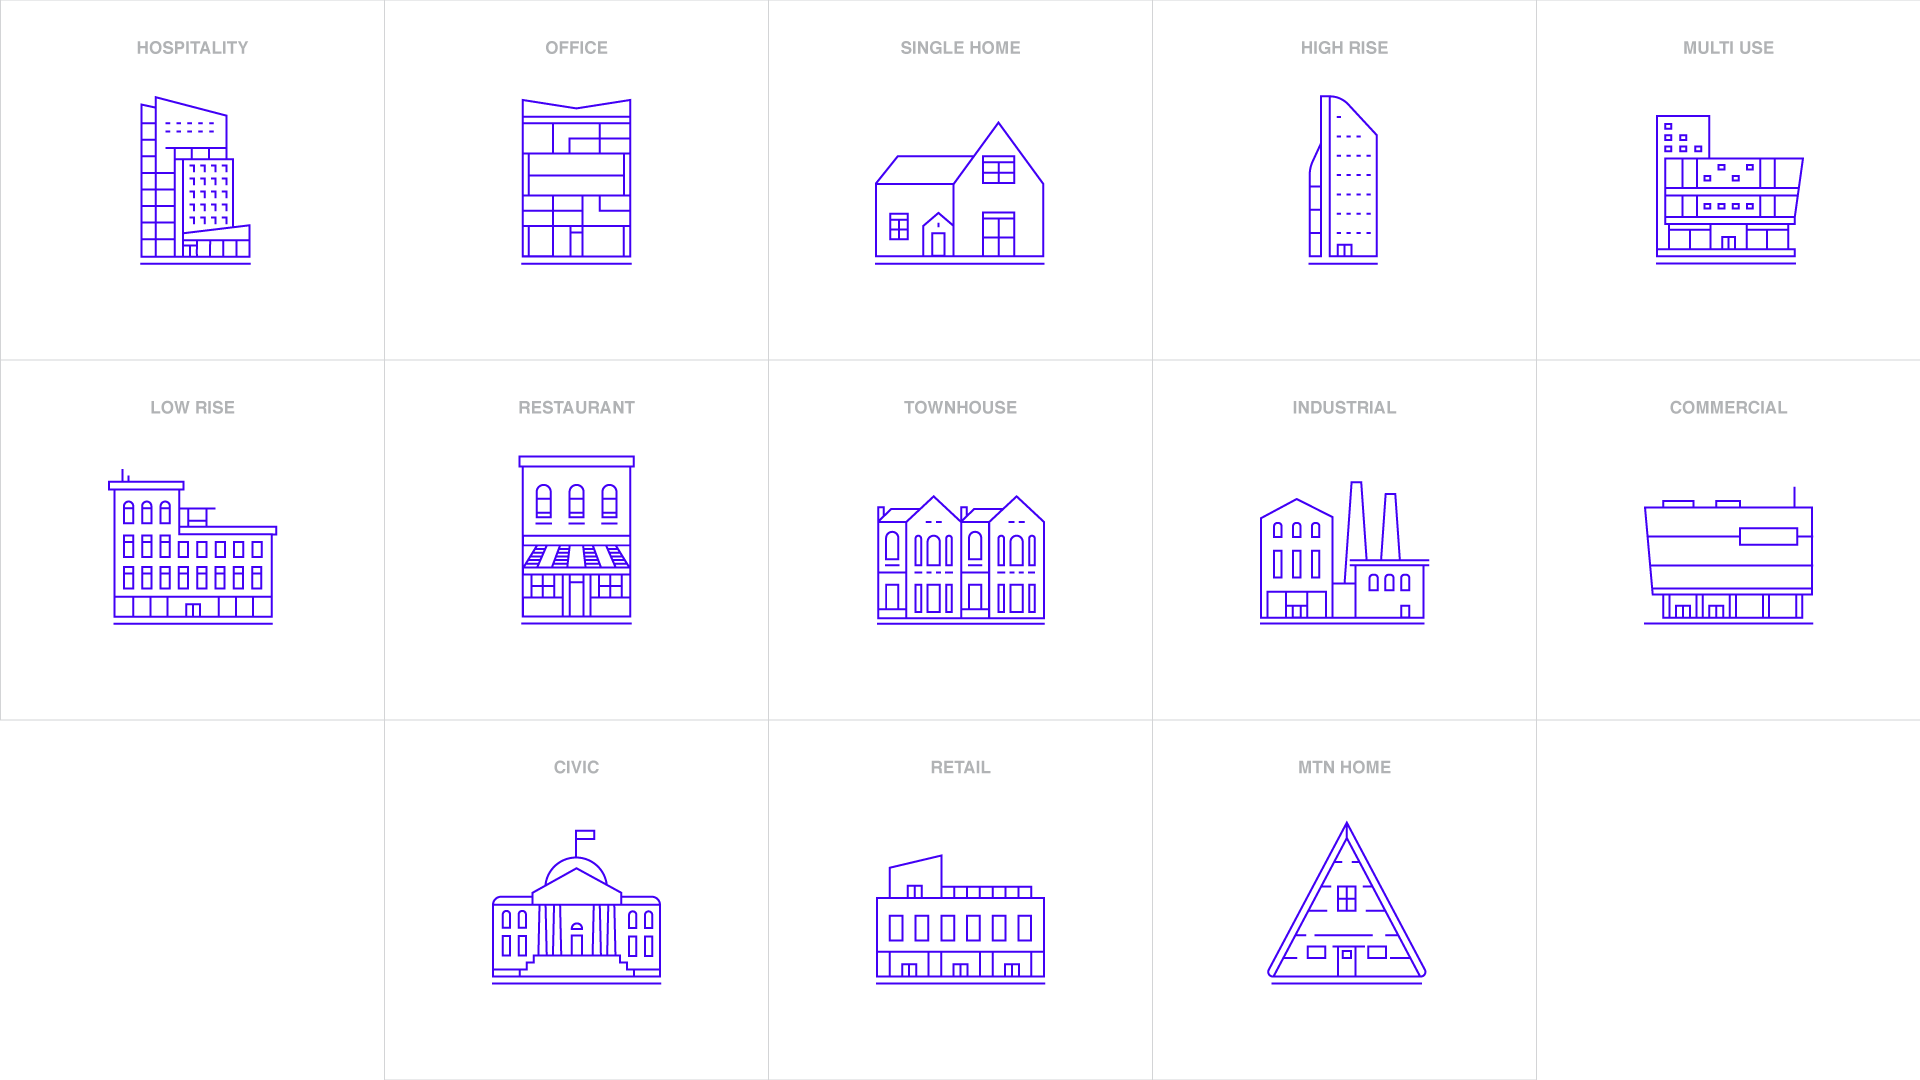 HOSPITALITY
OFFICE
SINGLE HOME
HIGH RISE
MULTI USE
LOW RISE
RESTAURANT
TOWNHOUSE
INDUSTRIAL
COMMERCIAL
CIVIC
RETAIL
MTN HOME